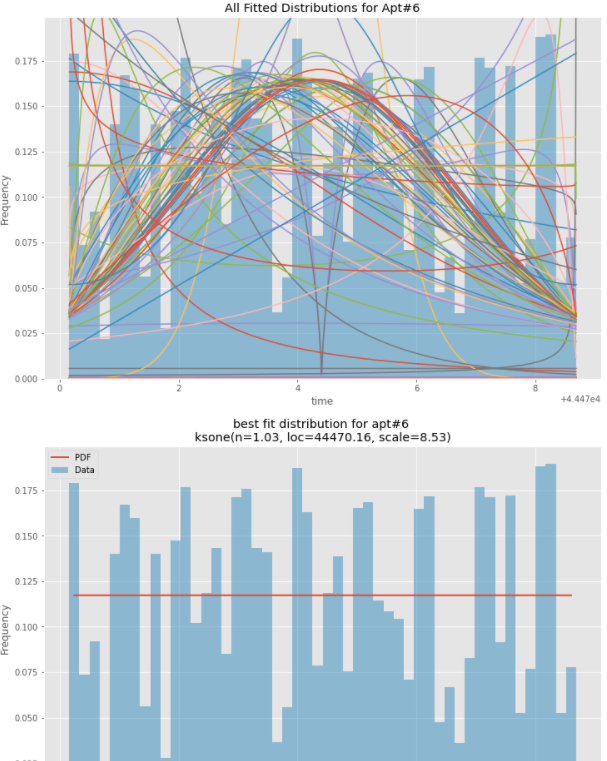 All Fitted Distributions for Apt#6
Frequency
0.175
0.150
0.125
0.100
0.075
0.050
0.025
0.000
0 2 4 6 8
time
+4.447e4
best fit distribution for apt#6
ksone(n=1.03, loc=44470.16, scale=8.53)
PDF
Data
Frequency
0.175
0.150
0.125
0.100
0.075
0.050